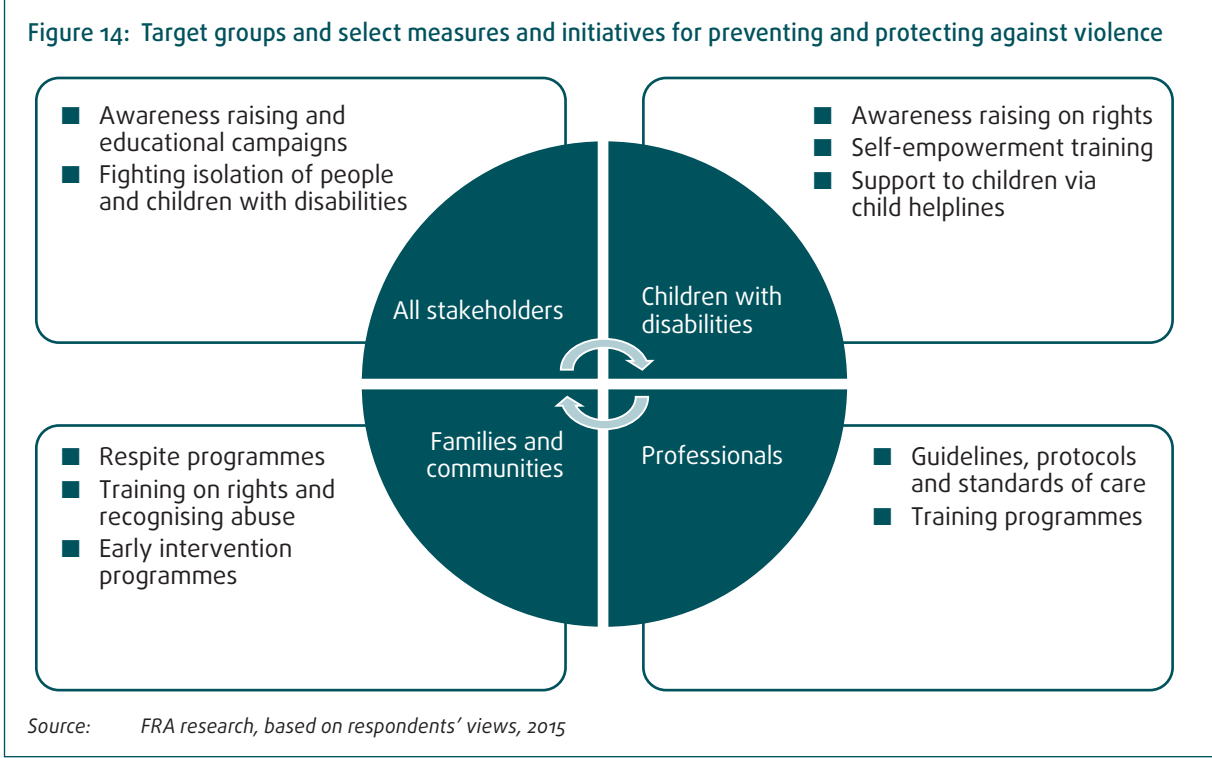 Figure 14: Target groups and select measures and initiatives for preventing and protecting against violence
■ Awareness raising and
educational campaigns
■ Fighting isolation of people
and children with disabilities
■ Awareness raising on rights
■ Self-empowerment training
■ Support to children via
child helplines
All stakeholders
Children with
disabilities
Families and
communities
Professionals
■ Respite programmes
■ Training on rights and
recognising abuse
■ Early intervention
programmes
■ Guidelines, protocols
and standards of care
■ Training programmes
Source: FRA research, based on respondents' views, 2015